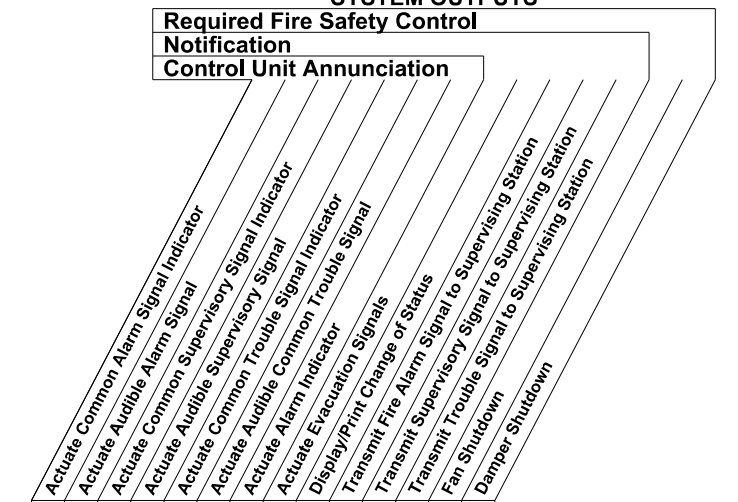 SYSTEM OUTPUTS
Required Fire Safety Control
Notification
Control Unit Annunciation
Actuate Common Alarm Signal Indicator
Actuate Audible Alarm Signal
Actuate Common Supervisory Signal Indicator
Actuate Audible Supervisory Signal
Actuate Common Trouble Signal Indicator
Actuate Audible Common Trouble Signal
Actuate Alarm Indicator
Actuate Evacuation Signals
Display/Print Change of Status
Transmit Fire Alarm Signal to Supervising Station
Transmit Supervisory Signal to Supervising Station
Transmit Trouble Signal to Supervising Station
Fan Shutdown
Damper Shutdown